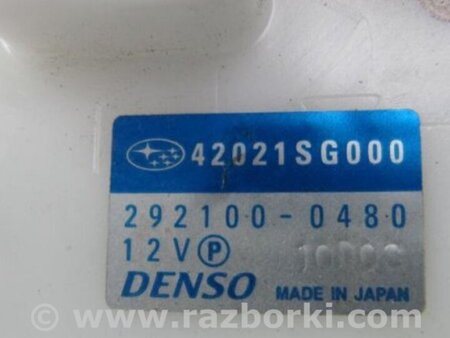 42021SG000
292100-0480
12V P
DENSO MADE IN JAPAN
© www.razborki.com